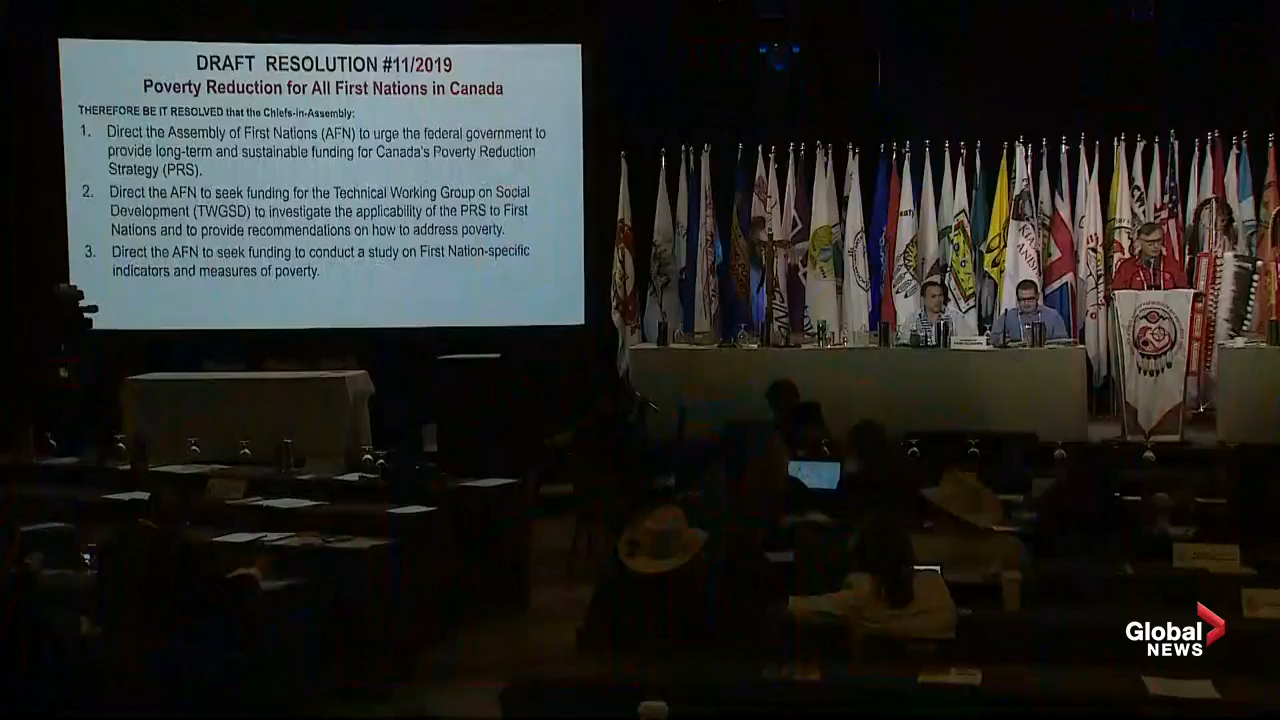 DRAFT RESOLUTION #11/2019
Poverty Reduction for All First Nations in Canada
THEREFORE BE IT RESOLVED that the Chiefs-in-Assembly:
1. Direct the Assembly of First Nations (AFN) to urge the federal government to
provide long-term and sustainable funding for Canada's Poverty Reduction
Strategy (PRS).
2. Direct the AFN to seek funding for the Technical Working Group on Social
Development (TWGSD) to investigate the applicability of the PRS to First
Nations and to provide recommendations on how to address poverty.
3. Direct the AFN to seek funding to conduct a study on First Nation-specific
indicators and measures of poverty.
Global
NEWS